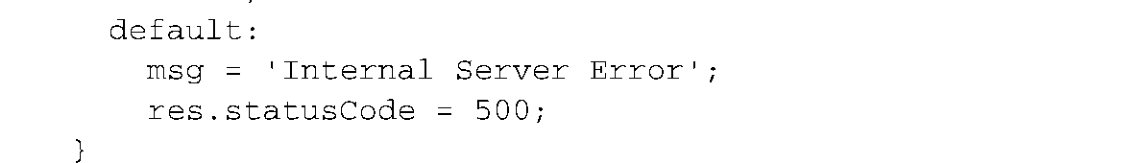 default:
msg = 'Internal Server Error';
res.statusCode = 500;
}